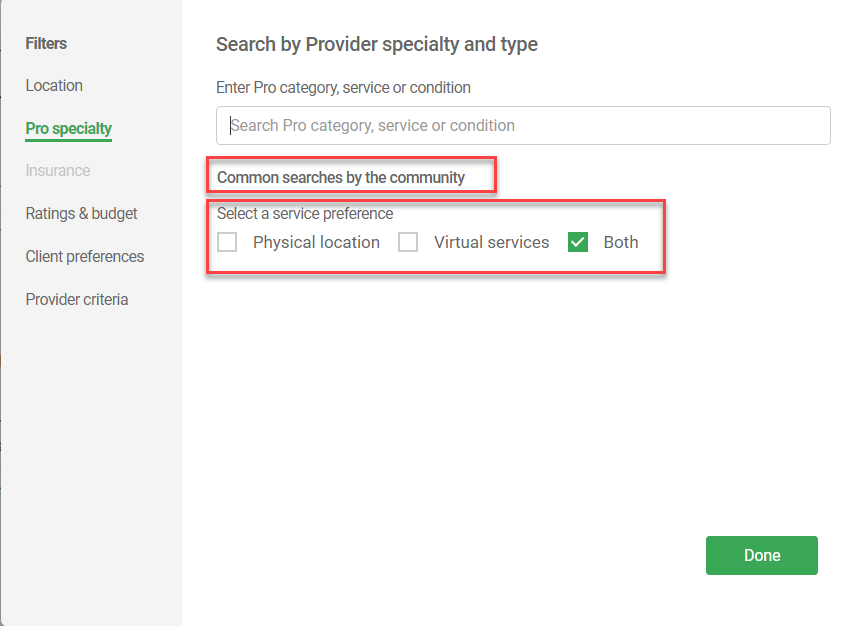 Filters
Location
Pro specialty
Insurance
Ratings & budget
Client preferences
Provider criteria
Search by Provider specialty and type
Enter Pro category, service or condition
Search Pro category, service or condition
Common searches by the community
Select a service preference
Physical location Virtual services Both
Done